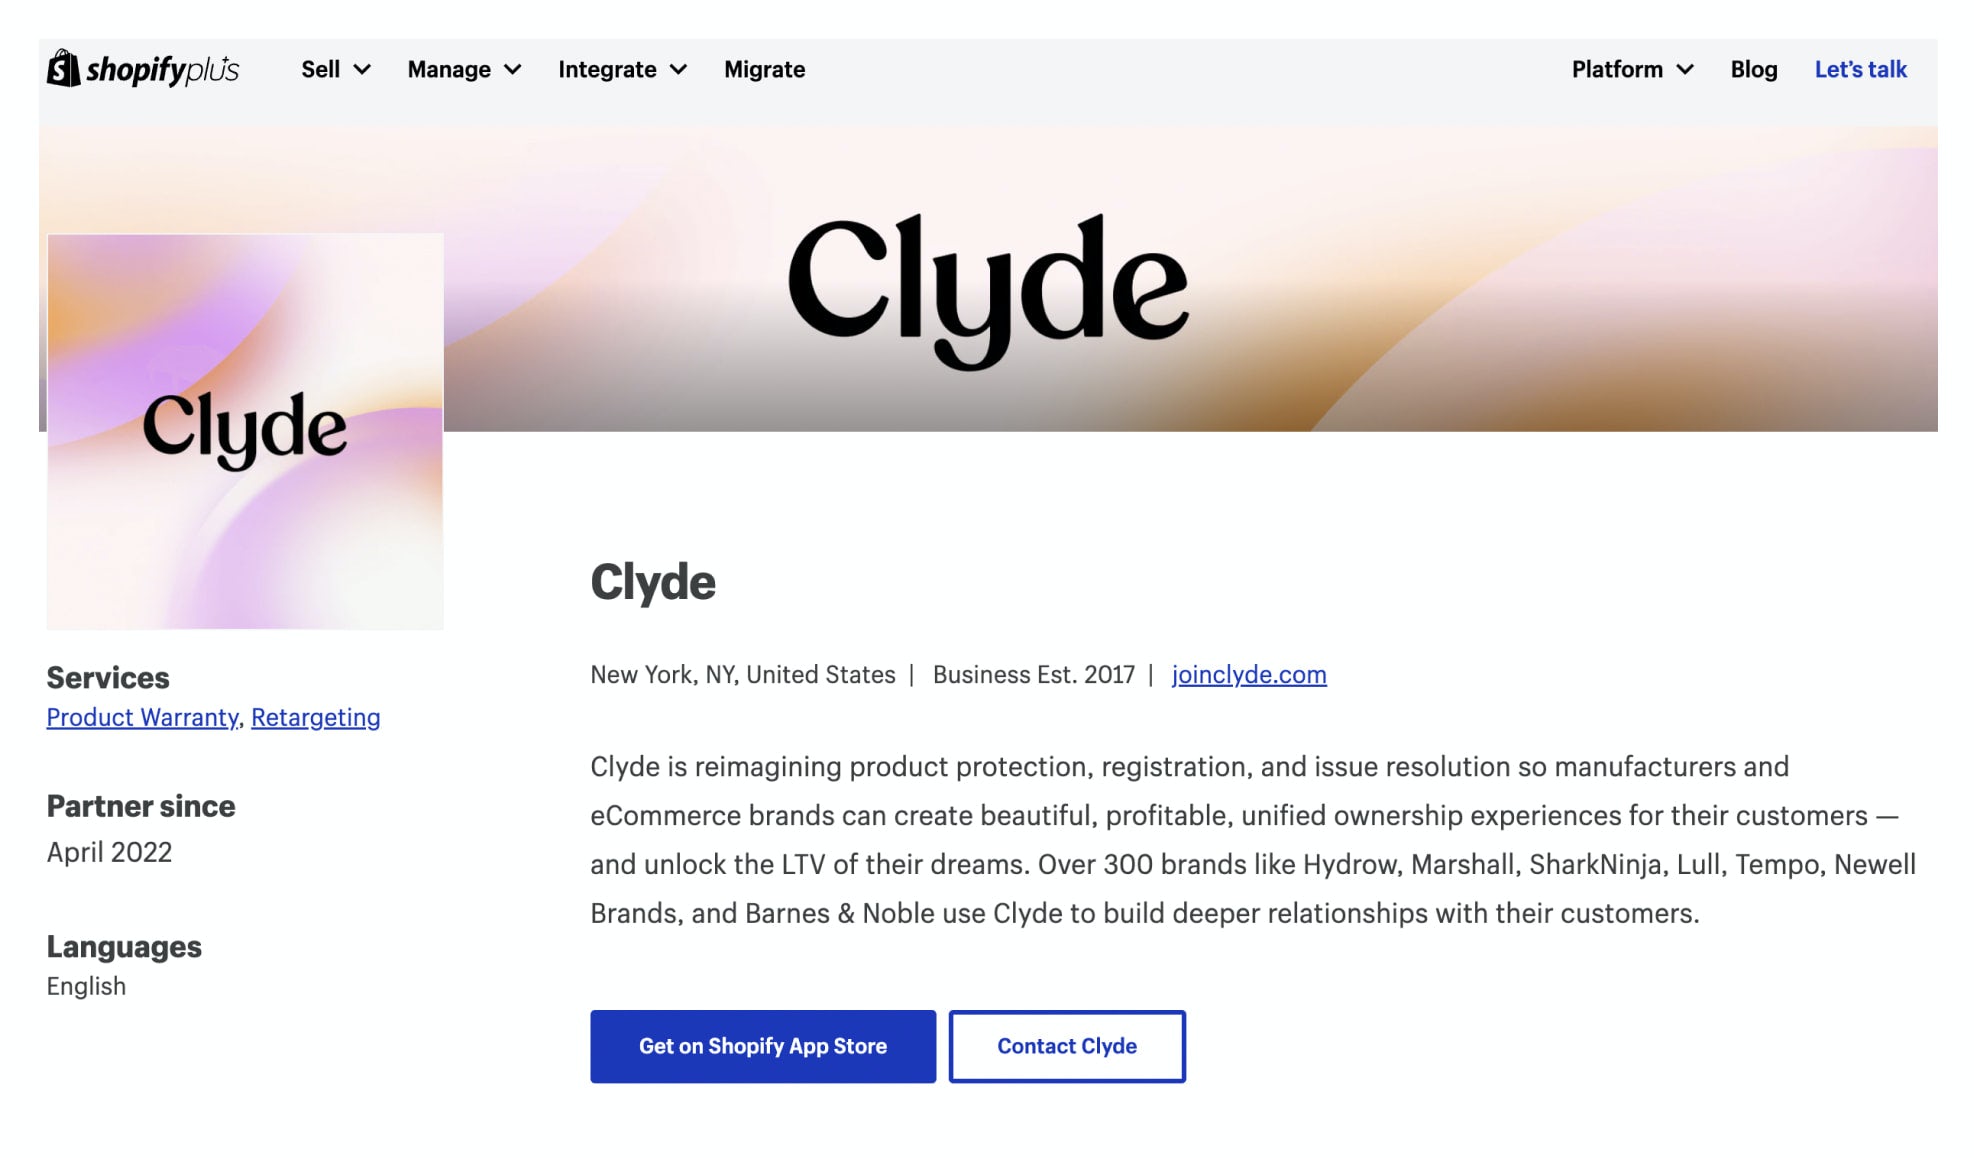 shopifyplus Sell Manage Integrate Migrate Platform Blog Let's talk
Clyde
Clyde
Clyde
New York, NY, United States | Business Est. 2017 | joinclyde.com
Clyde is reimagining product protection, registration, and issue resolution so manufacturers and
eCommerce brands can create beautiful, profitable, unified ownership experiences for their customers —
and unlock the LTV of their dreams. Over 300 brands like Hydrow, Marshall, SharkNinja, Lull, Tempo, Newell
Brands, and Barnes & Noble use Clyde to build deeper relationships with their customers.
Get on Shopify App Store
Contact Clyde
Services
Product Warranty, Retargeting
Partner since
April 2022
Languages
English